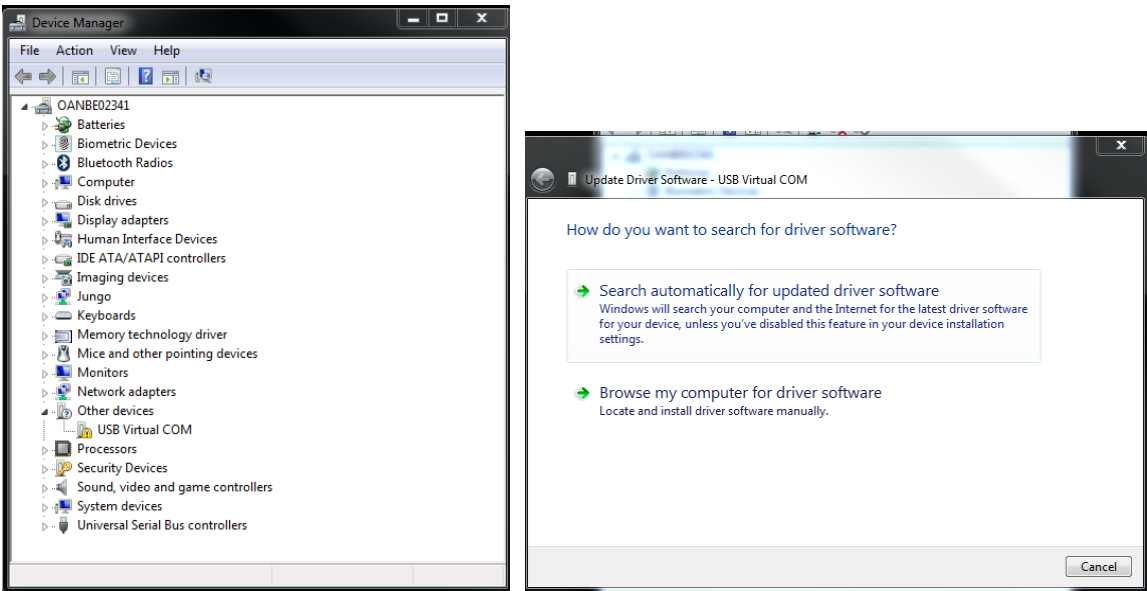 Device Manager
File Action View Help
OANBE02341
Batteries
Biometric Devices
Bluetooth Radios
Computer
Disk drives
Display adapters
Human Interface Devices
IDE ATA/ATAPI controllers
Imaging devices
Jungo
Keyboards
Memory technology driver
Mice and other pointing devices
Monitors
Network adapters
Other devices
USB Virtual COM
Processors
Security Devices
Sound, video and game controllers
System devices
Universal Serial Bus controllers
Update Driver Software - USB Virtual COM
How do you want to search for driver software?
Search automatically for updated driver software
Windows will search your computer and the Internet for the latest driver software
for your device, unless you've disabled this feature in your device installation
settings.
Browse my computer for driver software
Locate and install driver software manually.
Cancel